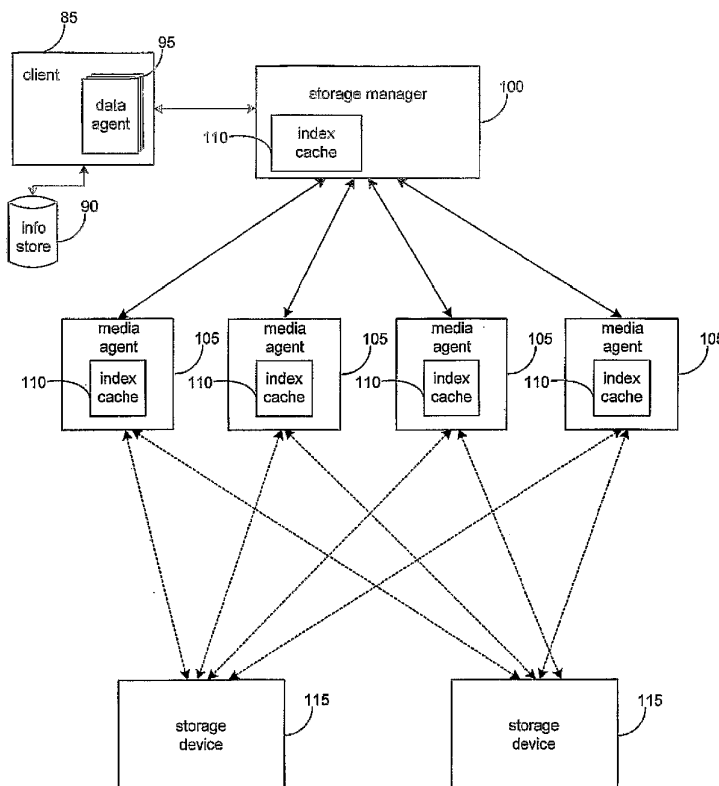 85
client
95
data
agent
storage manager
100
110
index
cache
90
info
store
media
agent
105
110
index
cache
media
agent
105
110
index
cache
media
agent
105
110
index
cache
media
agent
105
110
index
cache
storage
device
115
storage
device
115